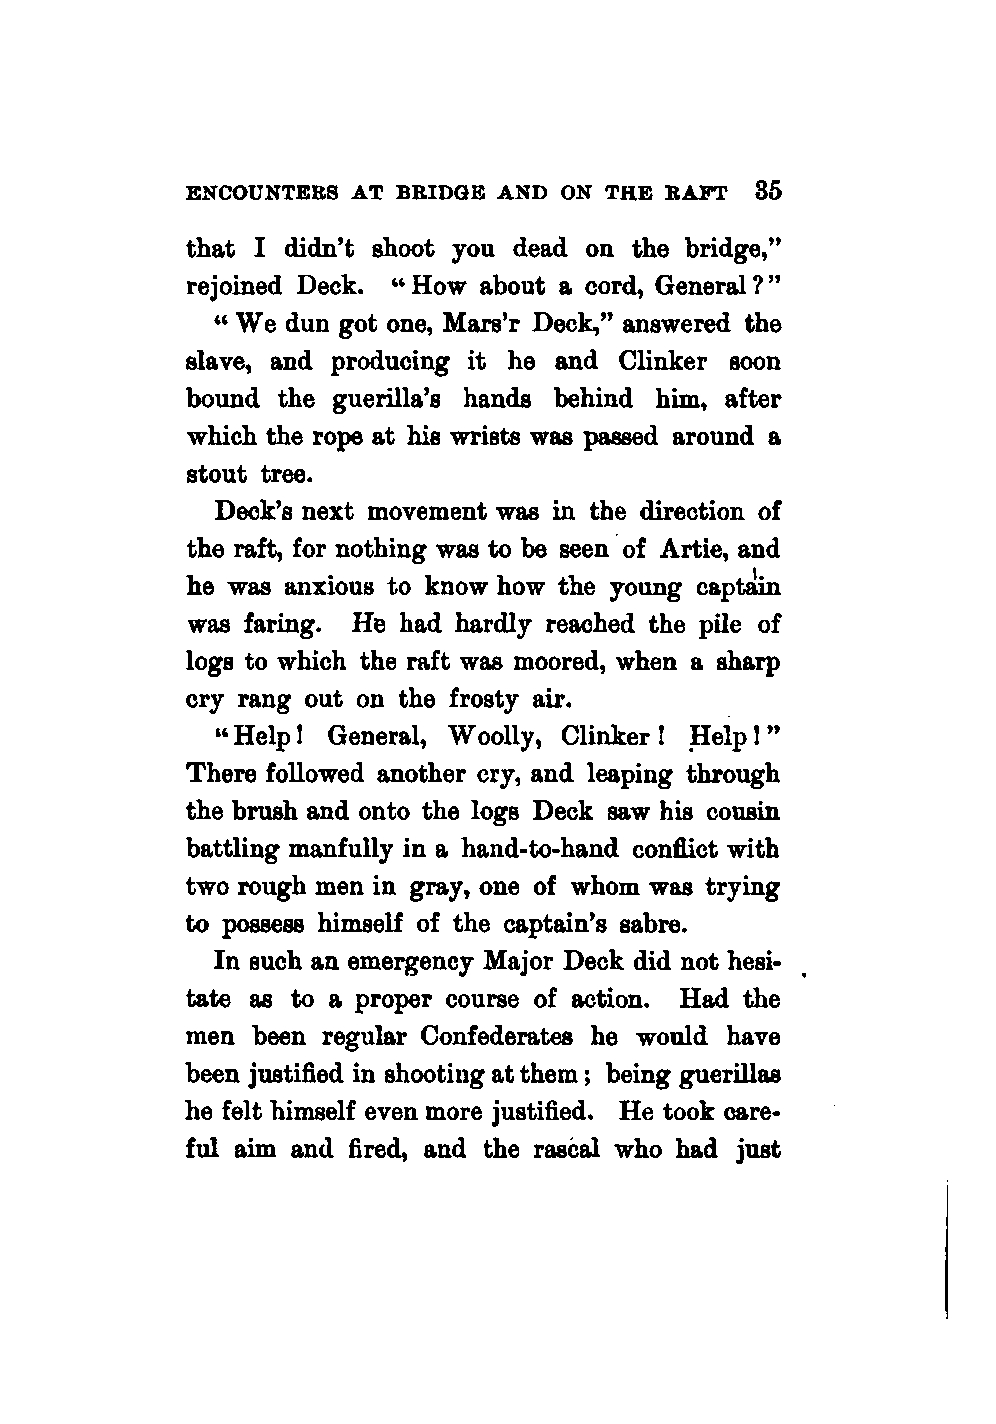 ENCOUNTERS AT BRIDGE AND ON THE RAFT 35
that I didn't shoot you dead on the bridge,"
rejoined Deck. "How about a cord, General?"
"We dun got one, Mars'r Deck," answered the
slave, and producing it he and Clinker soon
bound the guerilla's hands behind him, after
which the rope at his wrists was passed around a
stout tree.
Deck's next movement was in the direction of
the raft, for nothing was to be seen of Artie, and
he was anxious to know how the young captain
was faring. He had hardly reached the pile of
logs to which the raft was moored, when a sharp
cry rang out on the frosty air.
"Help! General, Woolly, Clinker! Help!"
There followed another cry, and leaping through
the brush and onto the logs Deck saw his cousin
battling manfully in a hand-to-hand conflict with
two rough men in gray, one of whom was trying
to possess himself of the captain's sabre.
In such an emergency Major Deck did not hesi-
tate as to a proper course of action. Had the
men been regular Confederates he would have
been justified in shooting at them; being guerillas
he felt himself even more justified. He took care-
ful aim and fired, and the rascal who had just